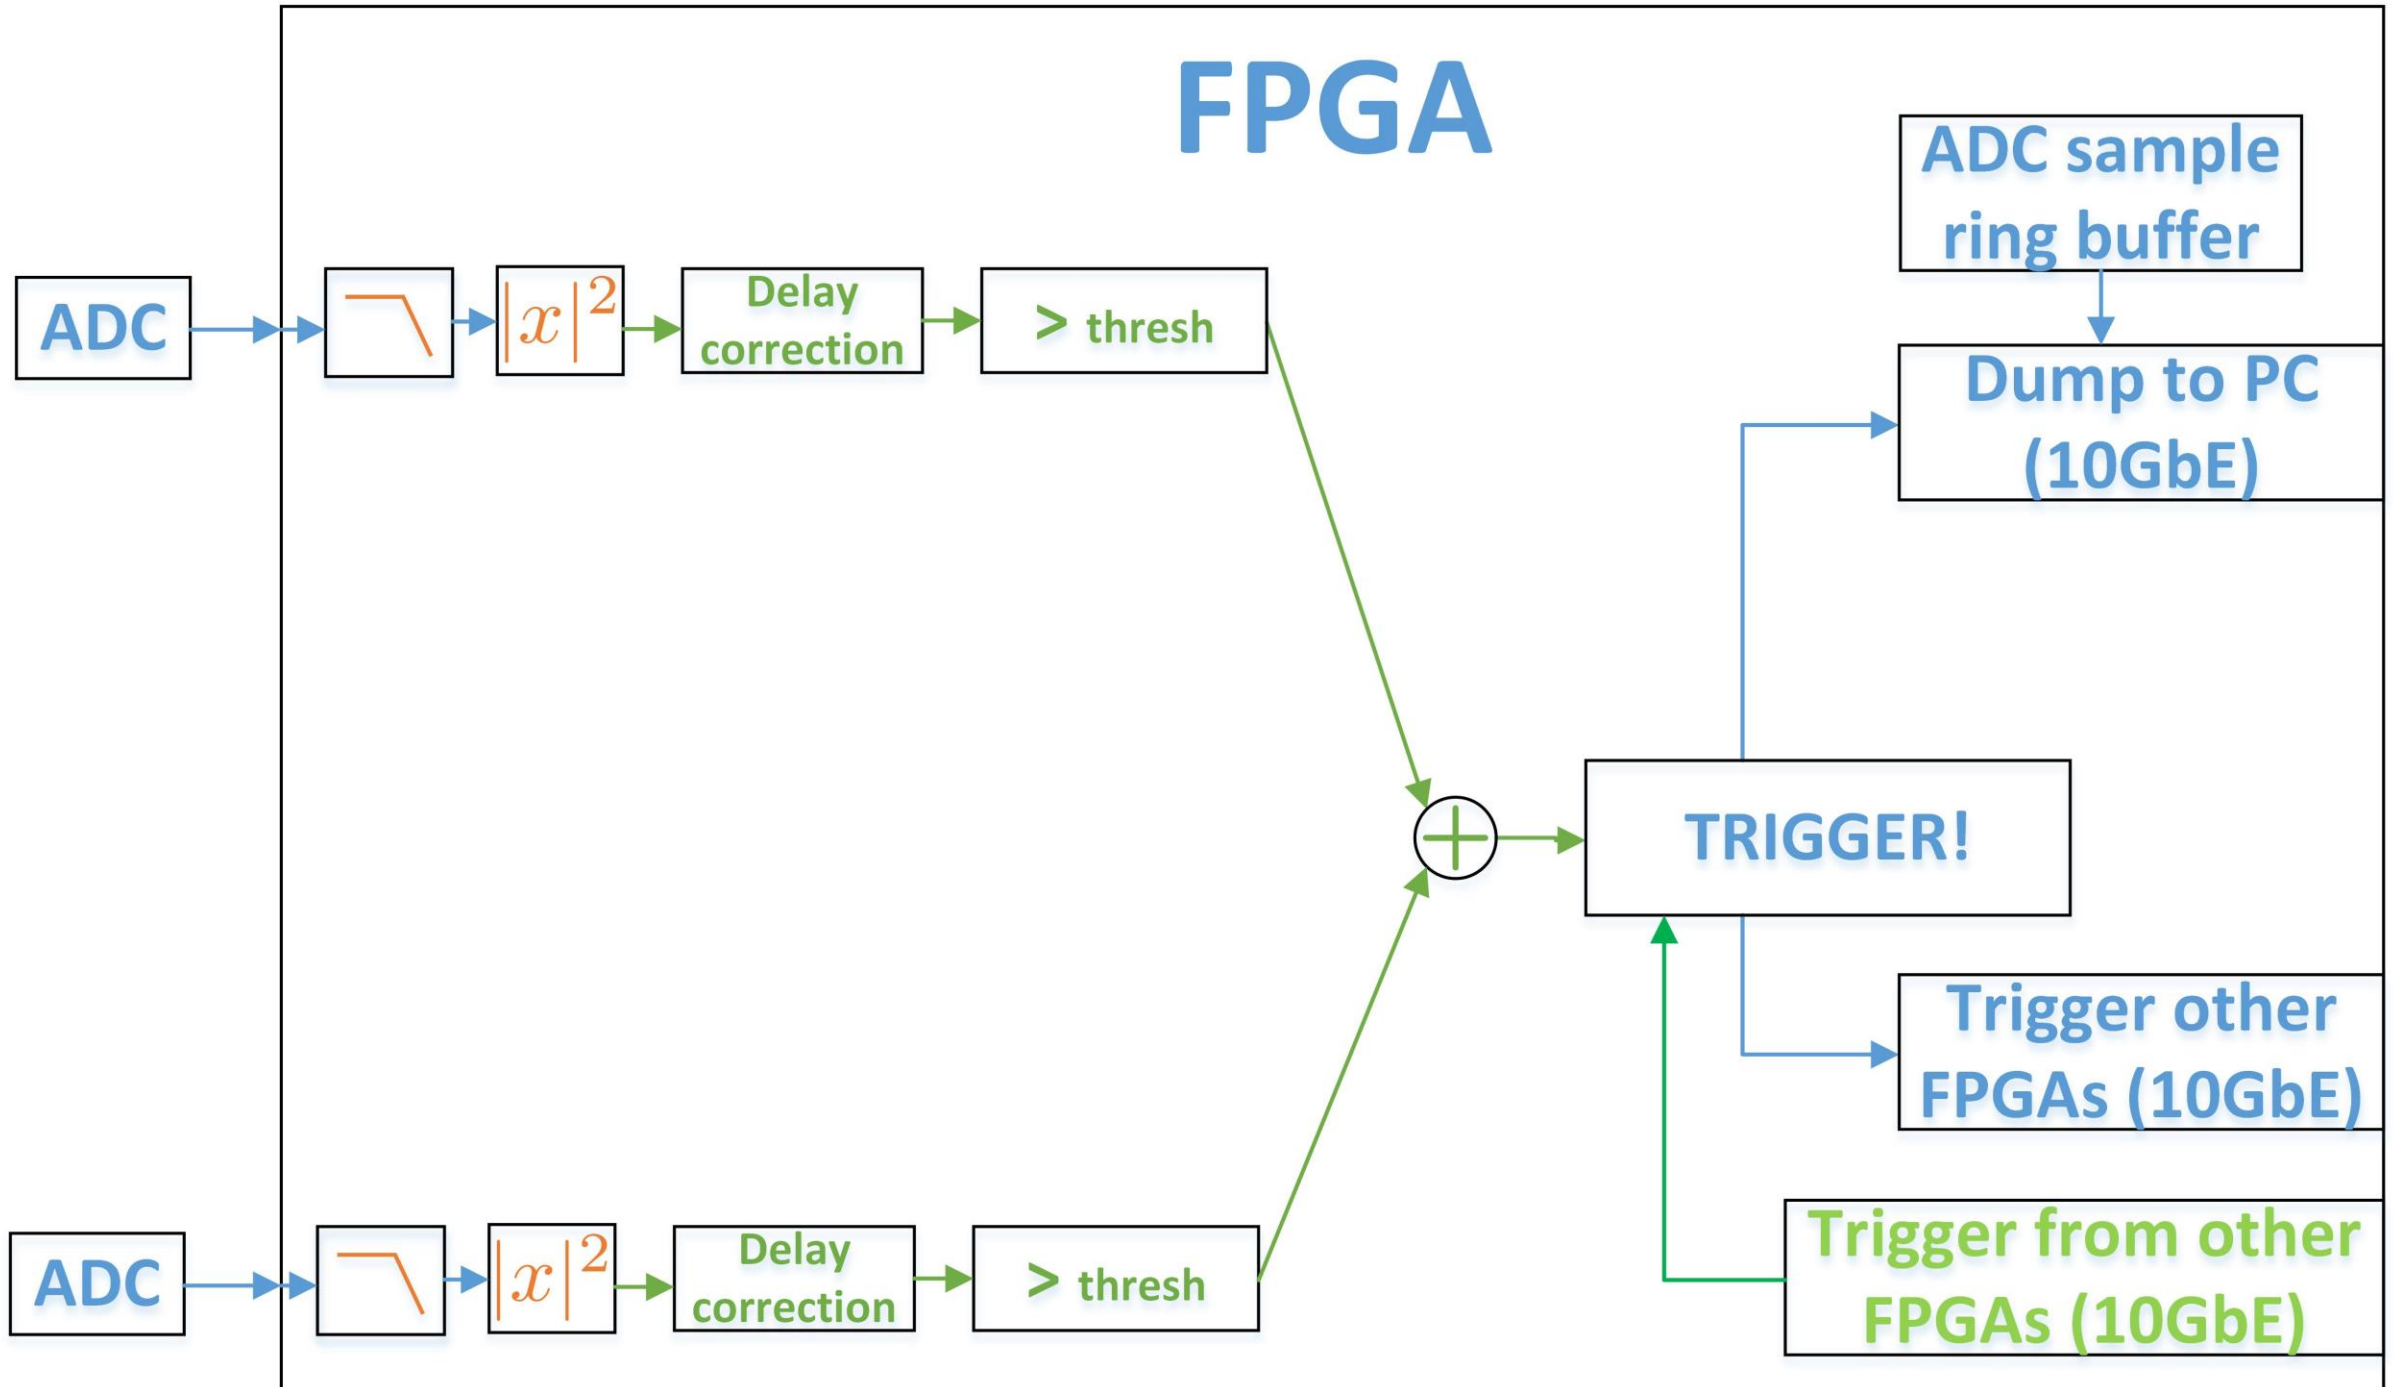 FPGA
ADC sample
ring buffer
ADC
|x|²
Delay
correction
> thresh
Dump to PC
(10GbE)
TRIGGER!
Trigger other
FPGAs (10GbE)
Trigger from other
FPGAs (10GbE)
ADC
|x|²
Delay
correction
> thresh